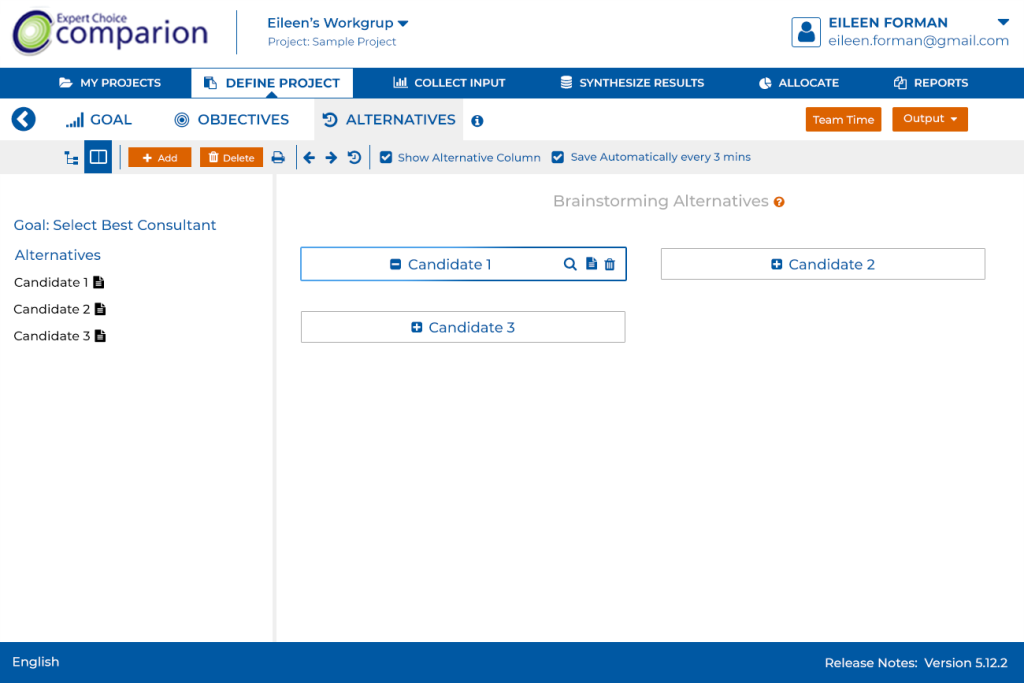 Expert Choice
comparion
Eileen’s Workgrup
Project: Sample Project
EILEEN FORMAN
eileen.forman@gmail.com
MY PROJECTS DEFINE PROJECT COLLECT INPUT SYNTHESIZE RESULTS ALLOCATE REPORTS
GOAL OBJECTIVES ALTERNATIVES Team Time Output
Add Delete Show Alternative Column Save Automatically every 3 mins
Brainstorming Alternatives
Goal: Select Best Consultant
Alternatives
Candidate 1
Candidate 2
Candidate 3
Candidate 1 Candidate 2
Candidate 3
English Release Notes: Version 5.12.2